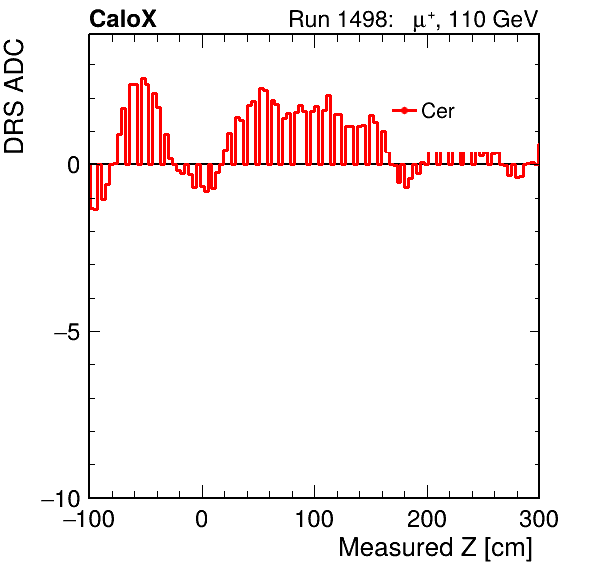 CaloX Run 1498: μ⁺, 110 GeV
DRS ADC
Cer
0
−5
−10
−100 0 100 200 300
Measured Z [cm]